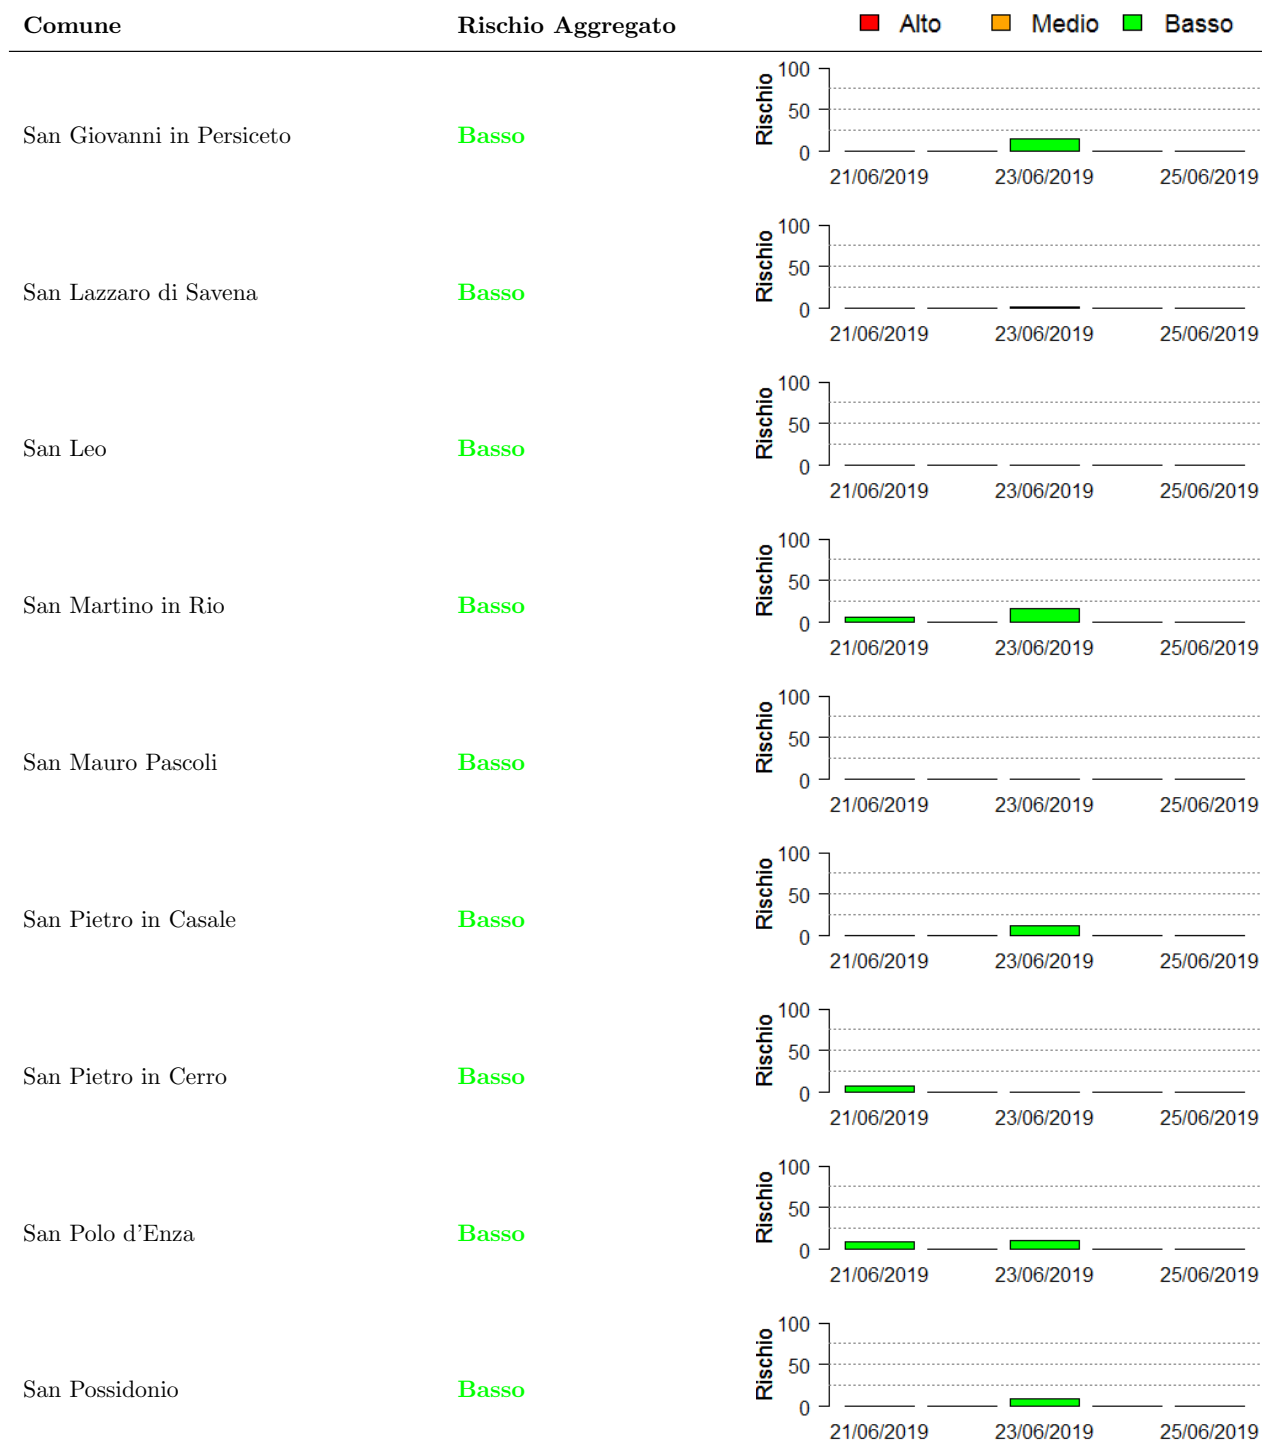 Comune Rischio Aggregato Alto Medio Basso
San Giovanni in Persiceto Basso
Rischio
100
50
0
21/06/2019 23/06/2019 25/06/2019
San Lazzaro di Savena Basso
Rischio
100
50
0
21/06/2019 23/06/2019 25/06/2019
San Leo Basso
Rischio
100
50
0
21/06/2019 23/06/2019 25/06/2019
San Martino in Rio Basso
Rischio
100
50
0
21/06/2019 23/06/2019 25/06/2019
San Mauro Pascoli Basso
Rischio
100
50
0
21/06/2019 23/06/2019 25/06/2019
San Pietro in Casale Basso
Rischio
100
50
0
21/06/2019 23/06/2019 25/06/2019
San Pietro in Cerro Basso
Rischio
100
50
0
21/06/2019 23/06/2019 25/06/2019
San Polo d'Enza Basso
Rischio
100
50
0
21/06/2019 23/06/2019 25/06/2019
San Possidonio Basso
Rischio
100
50
0
21/06/2019 23/06/2019 25/06/2019